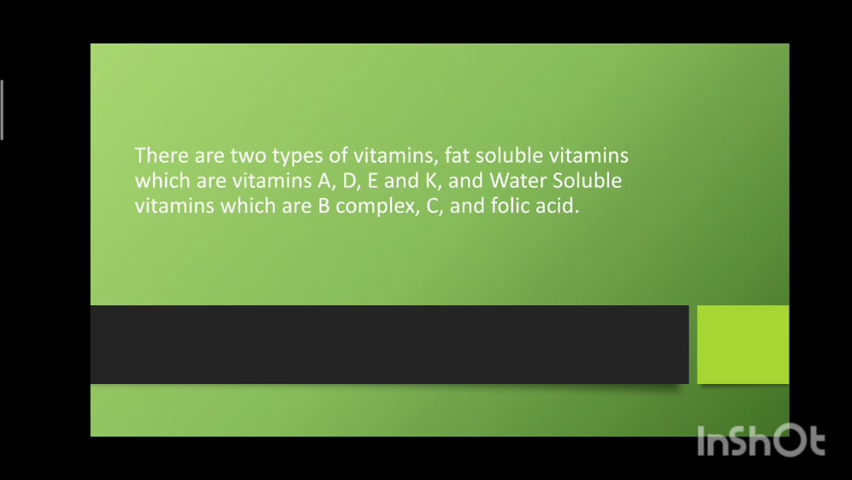 There are two types of vitamins, fat soluble vitamins
which are vitamins A, D, E and K, and Water Soluble
vitamins which are B complex, C, and folic acid.
InShOt